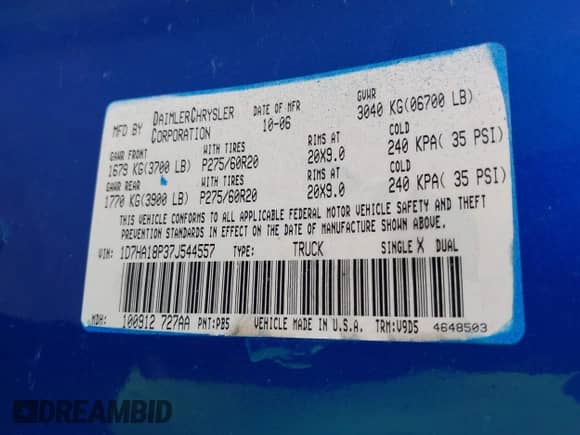 MFD BY DAIMLERCHRYSLER CORPORATION DATE OF MFR 10-06 GVWR 3040 KG(06700 LB)
GAWR FRONT WITH TIRES RIMS AT COLD
1679 KG(3700 LB) P275/60R20 20X9.0 240 KPA( 35 PSI)
GAWR REAR WITH TIRES RIMS AT COLD
1770 KG(3900 LB) P275/60R20 20X9.0 240 KPA( 35 PSI)
THIS VEHICLE CONFORMS TO ALL APPLICABLE FEDERAL MOTOR VEHICLE SAFETY AND THEFT
PREVENTION STANDARDS IN EFFECT ON THE DATE OF MANUFACTURE SHOWN ABOVE.
VIN: 1D7HA18P37J544557 TYPE: TRUCK SINGLE X DUAL
MDH: 100912 727AA PNT:PB5 VEHICLE MADE IN U.S.A. TRM:V9D5 4648503
DREAMBID